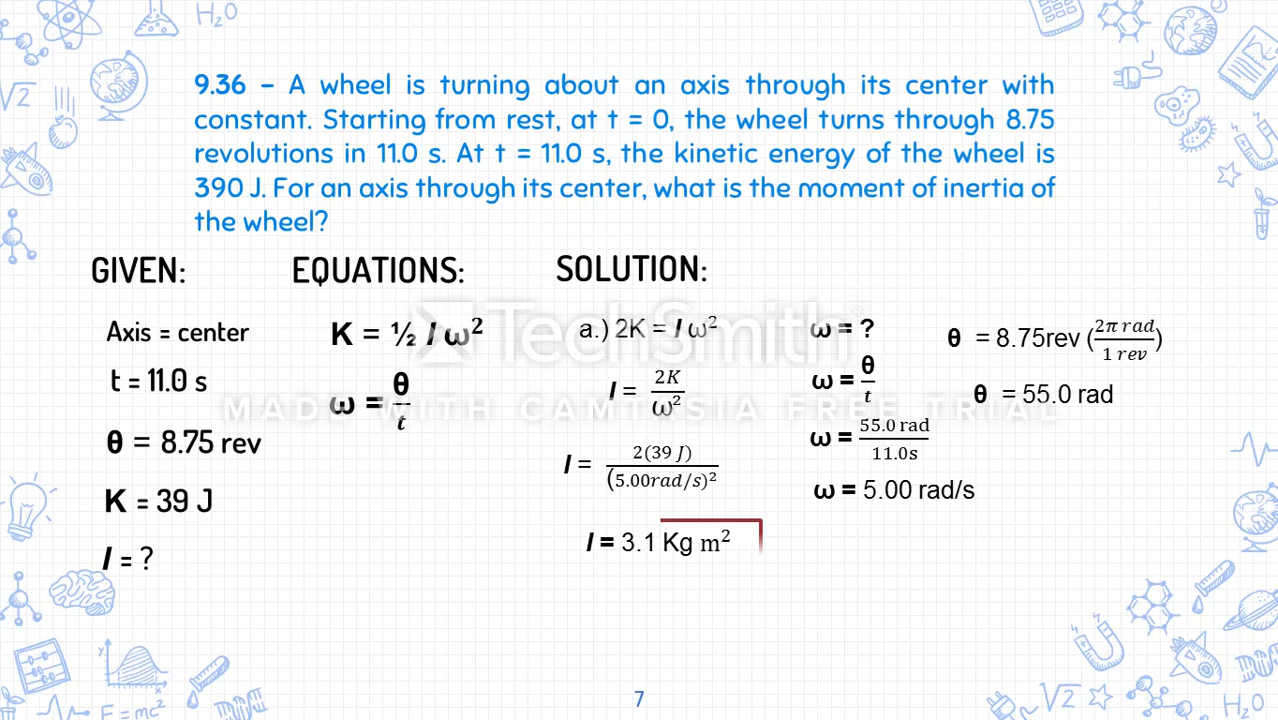 H₂O
√2
9.36 – A wheel is turning about an axis through its center with
constant. Starting from rest, at t = 0, the wheel turns through 8.75
revolutions in 11.0 s. At t = 11.0 s, the kinetic energy of the wheel is
390 J. For an axis through its center, what is the moment of inertia of
the wheel?
GIVEN:
Axis = center
t = 11.0 s
θ = 8.75 rev
K = 39 J
I = ?
EQUATIONS:
K = ½ I ω²
ω = θ/t
SOLUTION:
a.) 2K = I ω²
I = 2K/ω²
I = 2(39 J)/(5.00rad/s)²
I = 3.1 Kg m²
ω = ?
ω = θ/t
ω = 55.0 rad/11.0s
ω = 5.00 rad/s
θ = 8.75rev (2π rad/1 rev)
θ = 55.0 rad
TechSmith
MADE WITH CAMTASIA FREE TRIAL
y
x
E=mc²
7
√2
H₂O